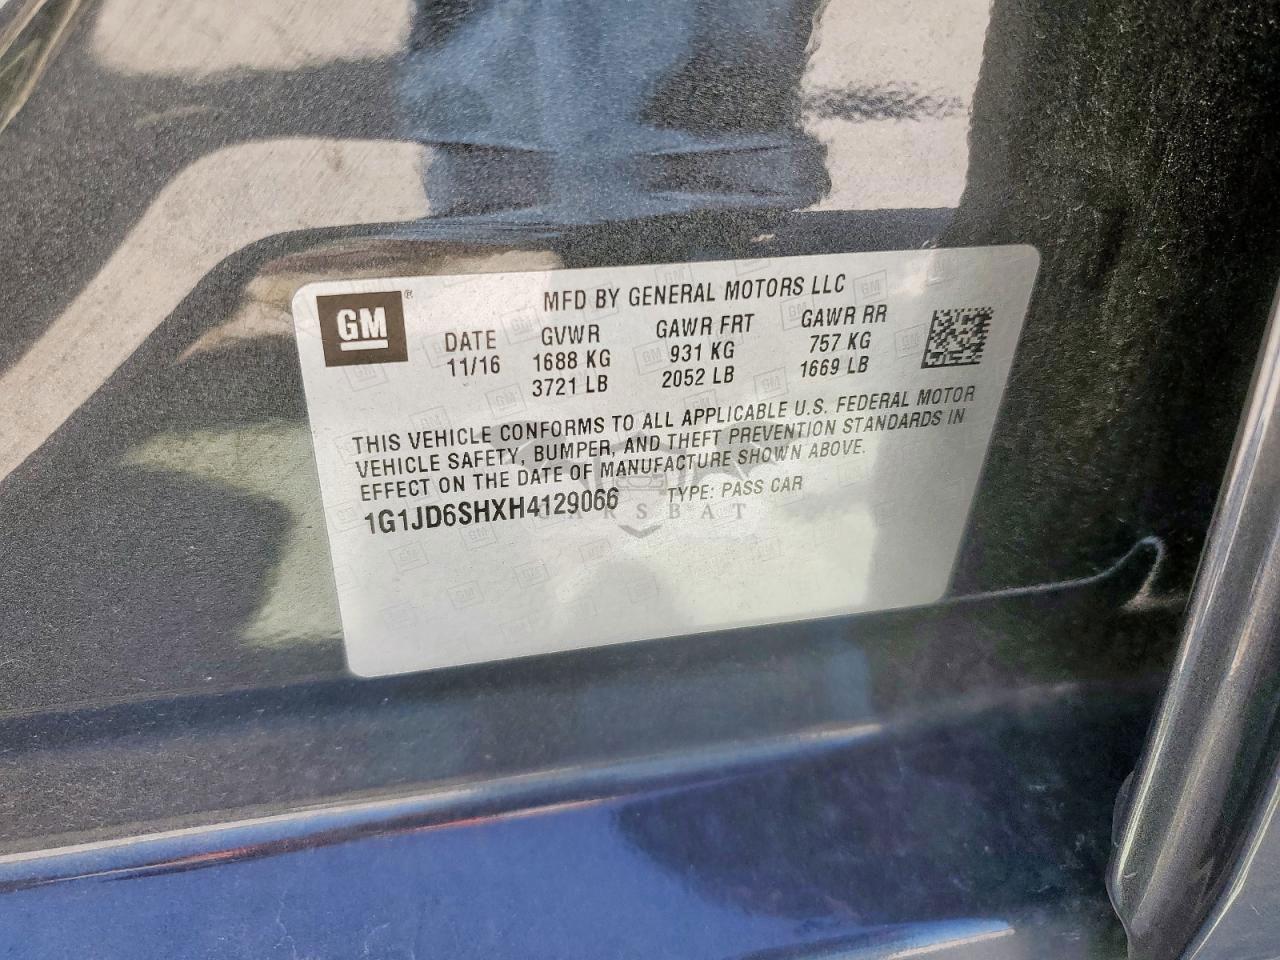 GM ®
MFD BY GENERAL MOTORS LLC
DATE GVWR GAWR FRT GAWR RR
11/16 1688 KG 931 KG 757 KG
3721 LB 2052 LB 1669 LB
THIS VEHICLE CONFORMS TO ALL APPLICABLE U.S. FEDERAL MOTOR
VEHICLE SAFETY, BUMPER, AND THEFT PREVENTION STANDARDS IN
EFFECT ON THE DATE OF MANUFACTURE SHOWN ABOVE.
1G1JD6SHXH4129066 TYPE: PASS CAR
CARSBAT